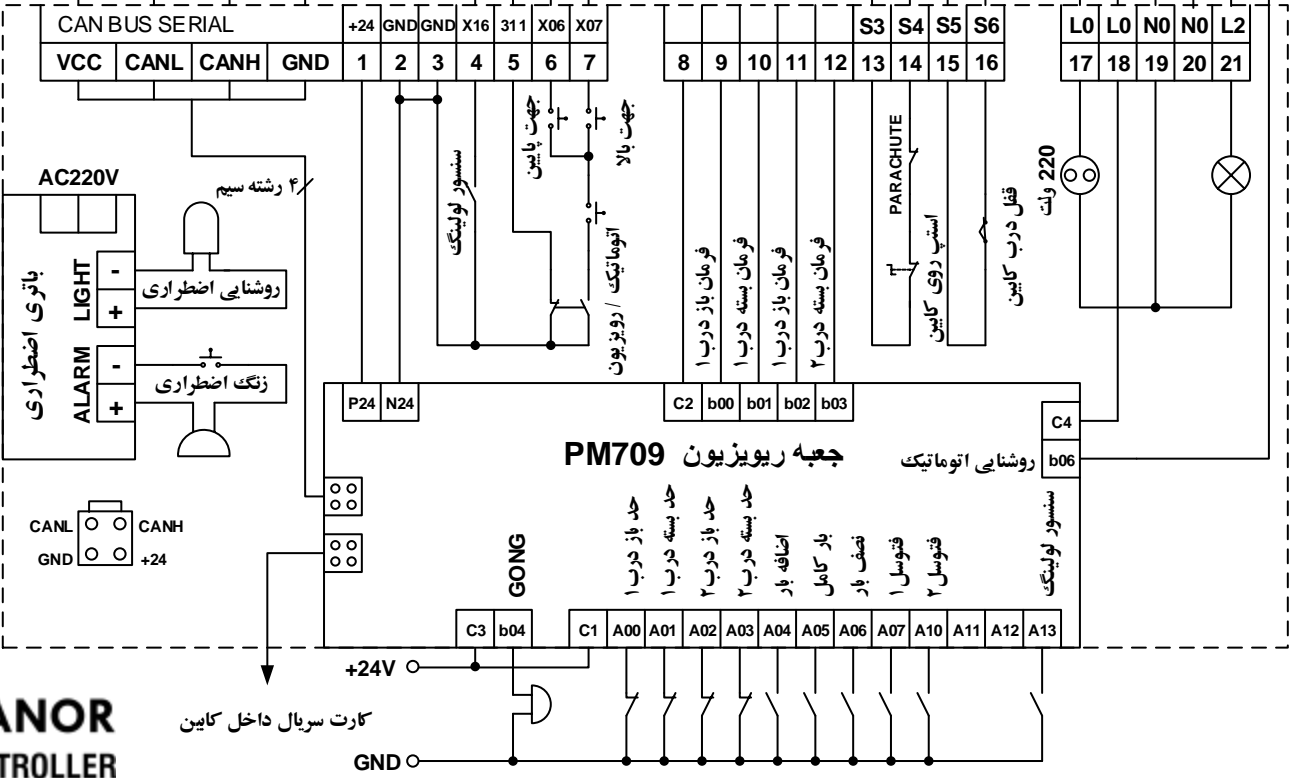 CAN BUS SERIAL +24 GND GND X16 311 X06 X07 S3 S4 S5 S6 L0 L0 N0 N0 L2
VCC CANL CANH GND 1 2 3 4 5 6 7 8 9 10 11 12 13 14 15 16 17 18 19 20 21
جهت پایین
جهت بالا
سنسور لولینگ
اتوماتیک / رویزیون
PARACHUTE
استپ روی کابین
قفل درب کابین
220 ولت
۴ رشته سیم
AC220V
باتری اضطراری
LIGHT - +
روشنایی اضطراری
ALARM - +
زنگ اضطراری
فرمان باز درب ۱
فرمان بسته درب ۱
فرمان باز درب ۱
فرمان بسته درب ۲
P24 N24 C2 b00 b01 b02 b03
C4
b06
جعبه ریویزیون PM709
روشنایی اتوماتیک
CANL CANH
GND +24
GONG
حد باز درب ۱
حد بسته درب ۱
حد باز درب ۲
حد بسته درب ۲
اضافه بار
بار کامل
نصف بار
فتوسل ۱
فتوسل ۲
سنسور لولینگ
C3 b04 C1 A00 A01 A02 A03 A04 A05 A06 A07 A10 A11 A12 A13
+24V
کارت سریال داخل کابین
GND
ANOR
TROLLER